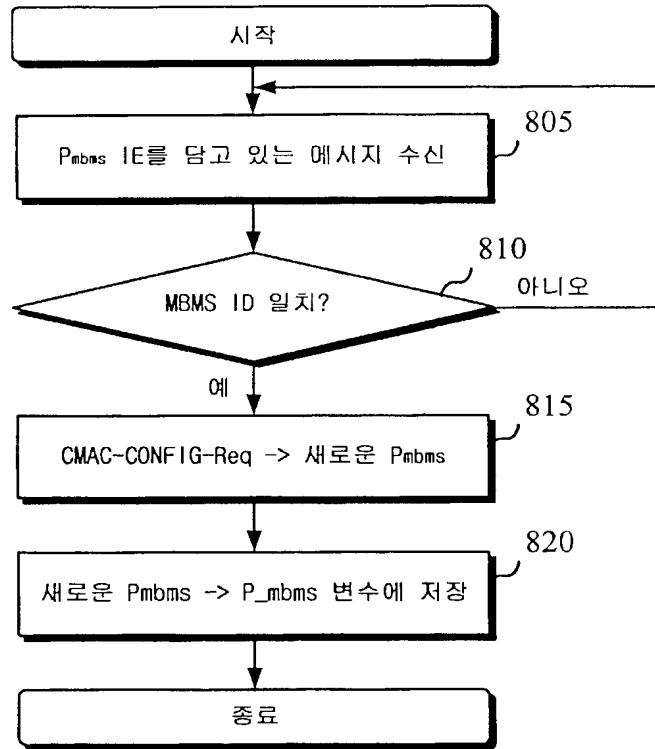 시작
805
Pmbms IE를 담고 있는 메시지 수신
810
MBMS ID 일치?
아니오
예
815
CMAC-CONFIG-Req -> 새로운 Pmbms
820
새로운 Pmbms -> P_mbms 변수에 저장
종료